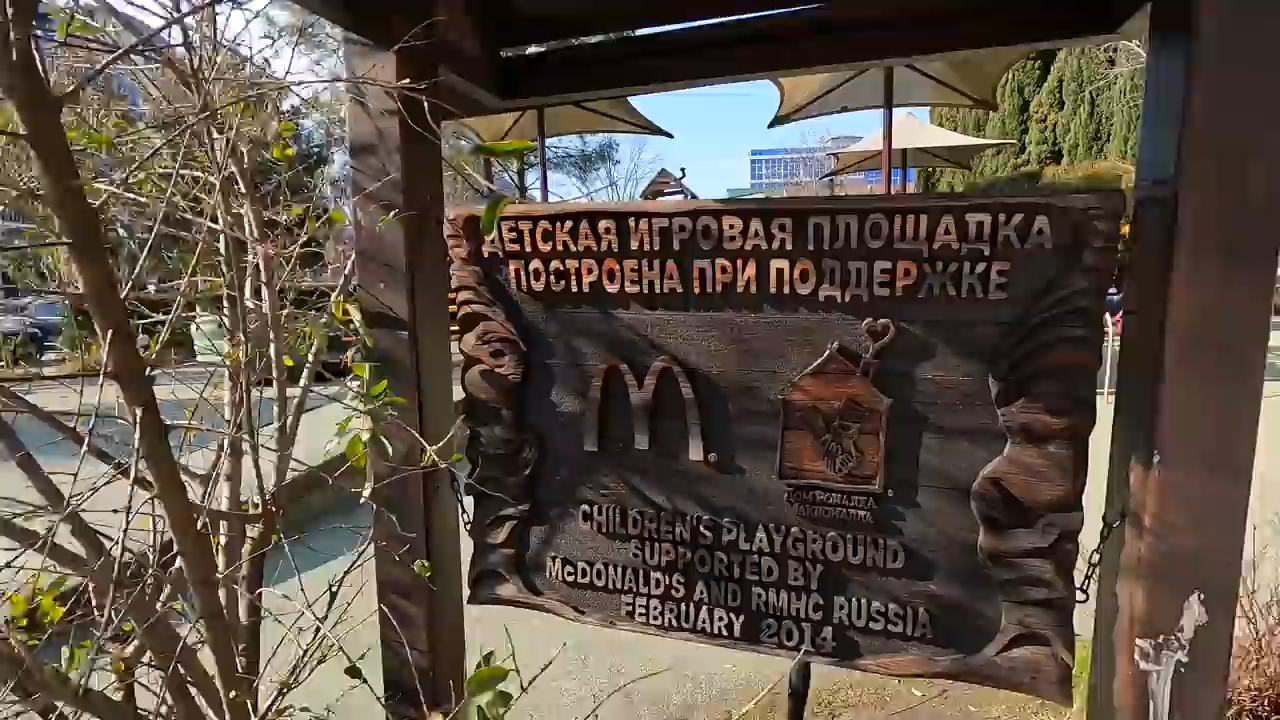 ДЕТСКАЯ ИГРОВАЯ ПЛОЩАДКА
ПОСТРОЕНА ПРИ ПОДДЕРЖКЕ
ДОМ РОНАЛДА
МАКДОНАЛДА
CHILDREN'S PLAYGROUND
SUPPORTED BY
McDONALD'S AND RMHC RUSSIA
FEBRUARY 2014